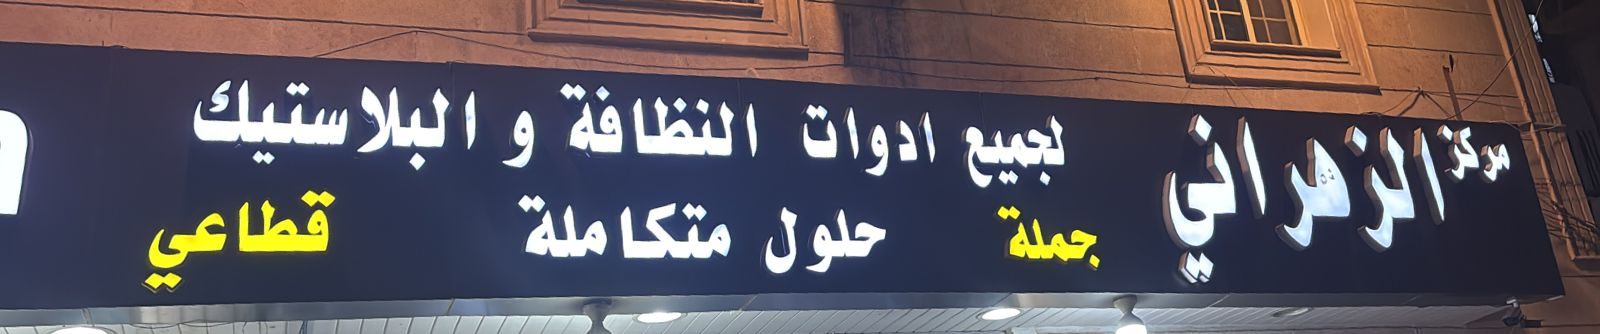 مركز الزهراني
لجميع ادوات النظافة و البلاستيك
جملة حلول متكاملة قطاعي